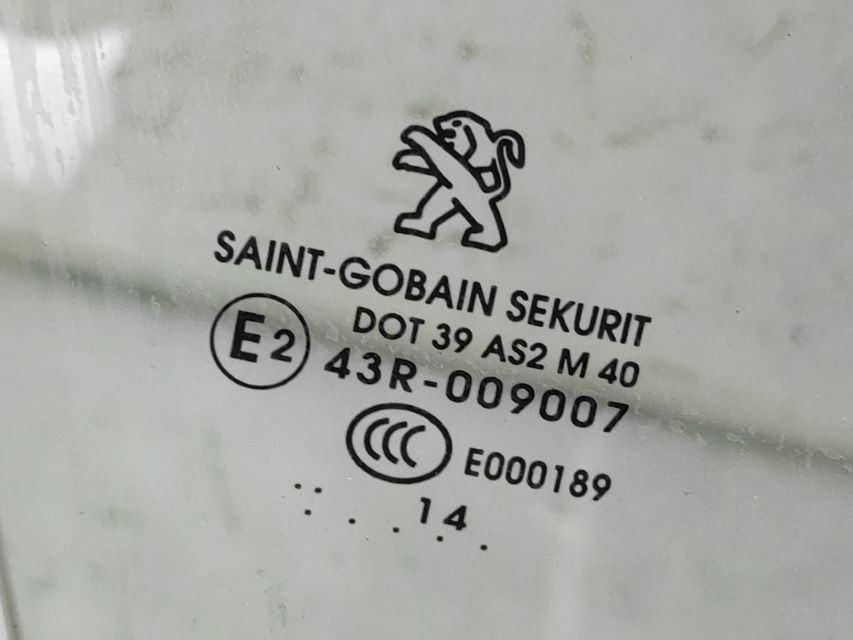 SAINT-GOBAIN SEKURIT
DOT 39 AS2 M 40
E2 43R-009007
CCC E000189
14